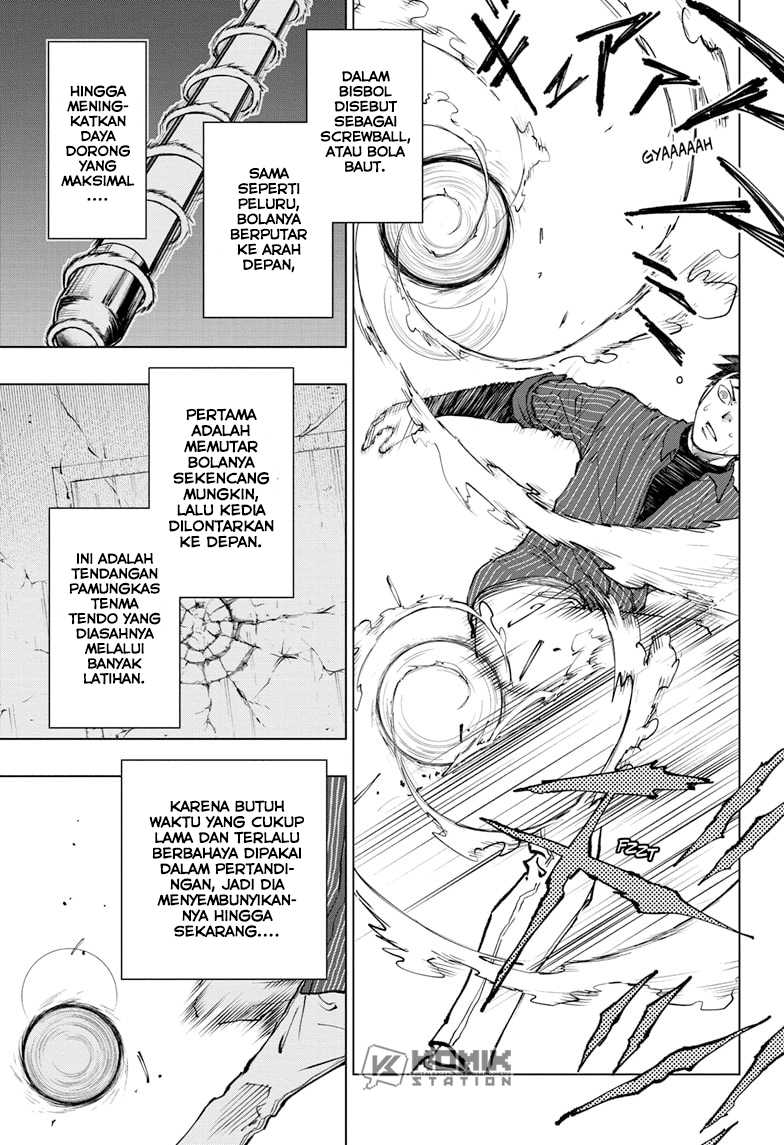 DALAM
BISBOL
DISEBUT
SEBAGAI
SCREWBALL,
ATAU BOLA
BAUT.
GYAAAAAH
SAMA
SEPERTI
PELURU,
BOLANYA
BERPUTAR
KE ARAH
DEPAN,
HINGGA
MENING-
KATKAN
DAYA
DORONG
YANG
MAKSIMAL
....
PERTAMA
ADALAH
MEMUTAR
BOLANYA
SEKENCANG
MUNGKIN,
LALU KEDIA
DILONTARKAN
KE DEPAN.
INI ADALAH
TENDANGAN
PAMUNGKAS
TENMA
TENDO YANG
DIASAHNYA
MELALUI
BANYAK
LATIHAN.
FZZT
KARENA BUTUH
WAKTU YANG CUKUP
LAMA DAN TERLALU
BERBAHAYA DIPAKAI
DALAM PERTANDI-
NGAN, JADI DIA
MENYEMBUNYIKAN-
NYA HINGGA
SEKARANG....
KOMIK
STATION